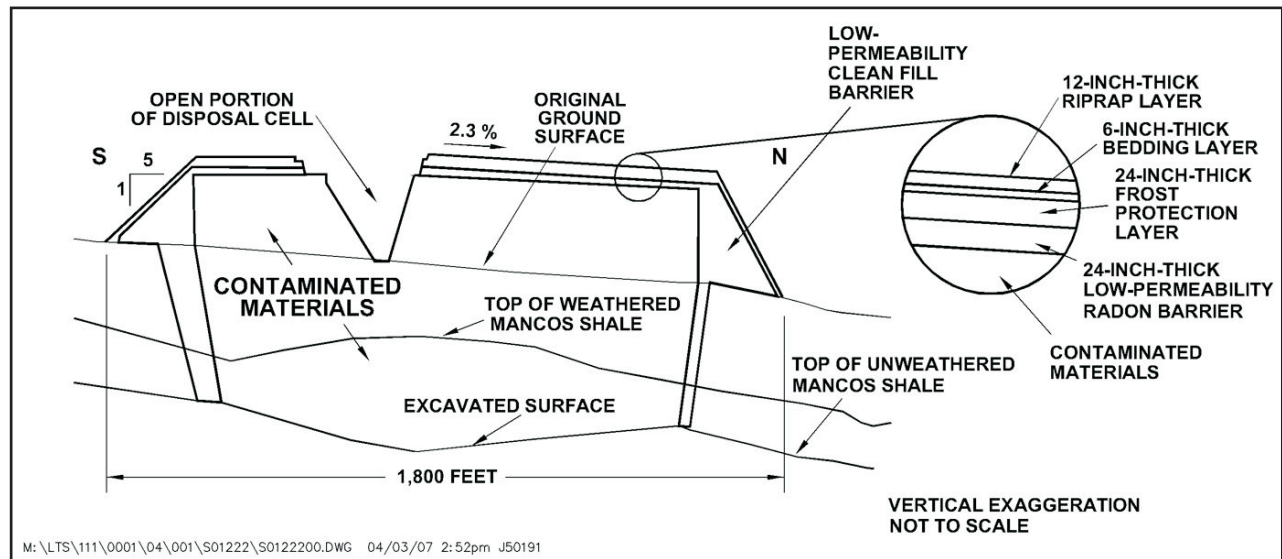 LOW-
PERMEABILITY
CLEAN FILL
BARRIER
12-INCH-THICK
RIPRAP LAYER
OPEN PORTION
OF DISPOSAL CELL
ORIGINAL
GROUND
SURFACE
6-INCH-THICK
BEDDING LAYER
2.3 %
S
5
1
N
24-INCH-THICK
FROST
PROTECTION
LAYER
CONTAMINATED
MATERIALS
24-INCH-THICK
LOW-PERMEABILITY
RADON BARRIER
TOP OF WEATHERED
MANCOS SHALE
CONTAMINATED
MATERIALS
TOP OF UNWEATHERED
MANCOS SHALE
EXCAVATED SURFACE
1,800 FEET
VERTICAL EXAGGERATION
NOT TO SCALE
M:\LTS\111\0001\04\001\S01222\S0122200.DWG 04/03/07 2:52pm J50191